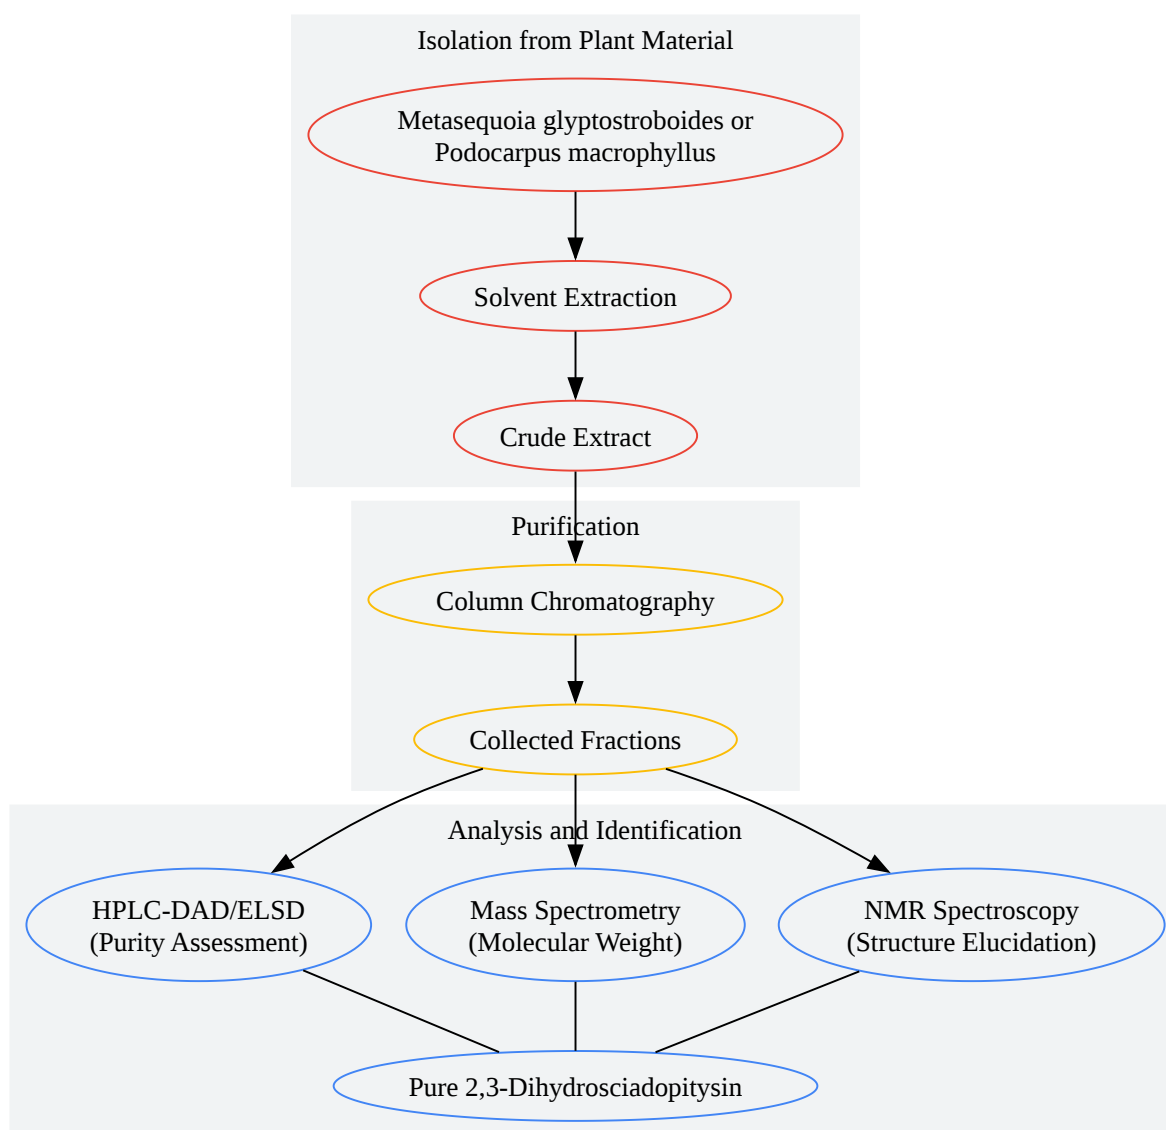 Isolation from Plant Material
Metasequoia glyptostroboides or
Podocarpus macrophyllus
Solvent Extraction
Crude Extract
Purification
Column Chromatography
Collected Fractions
Analysis and Identification
HPLC-DAD/ELSD
(Purity Assessment)
Mass Spectrometry
(Molecular Weight)
NMR Spectroscopy
(Structure Elucidation)
Pure 2,3-Dihydrosciadopitysin